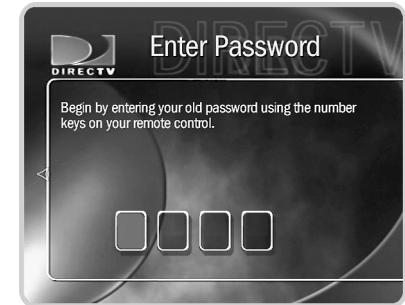 DIRECTV
Enter Password
DIRECTV
Begin by entering your old password using the number
keys on your remote control.